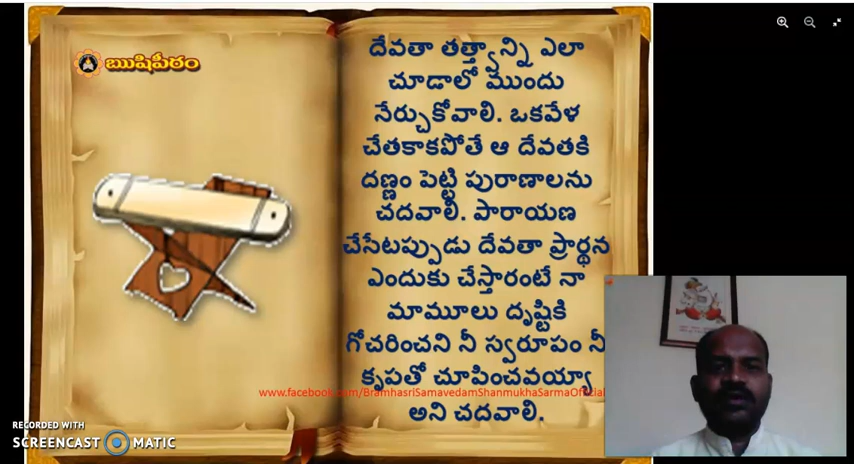 ఋషిపీఠం
దేవతా తత్త్వాన్ని ఎలా
చూడాలో ముందు
నేర్చుకోవాలి. ఒకవేళ
చేతకాకపోతే ఆ దేవతకి
దణ్ణం పెట్టి పురాణాలను
చదవాలి. పారాయణ
చేసేటప్పుడు దేవతా ప్రార్థన
ఎందుకు చేస్తారంటే నా
మామూలు దృష్టికి
గోచరించని నీ స్వరూపం నీ
కృపతో చూపించవయ్యా
www.facebook.com/BramhasriSamavedamShanmukhaSarmaOfficial
అని చదవాలి.
RECORDED WITH
SCREENCAST MATIC